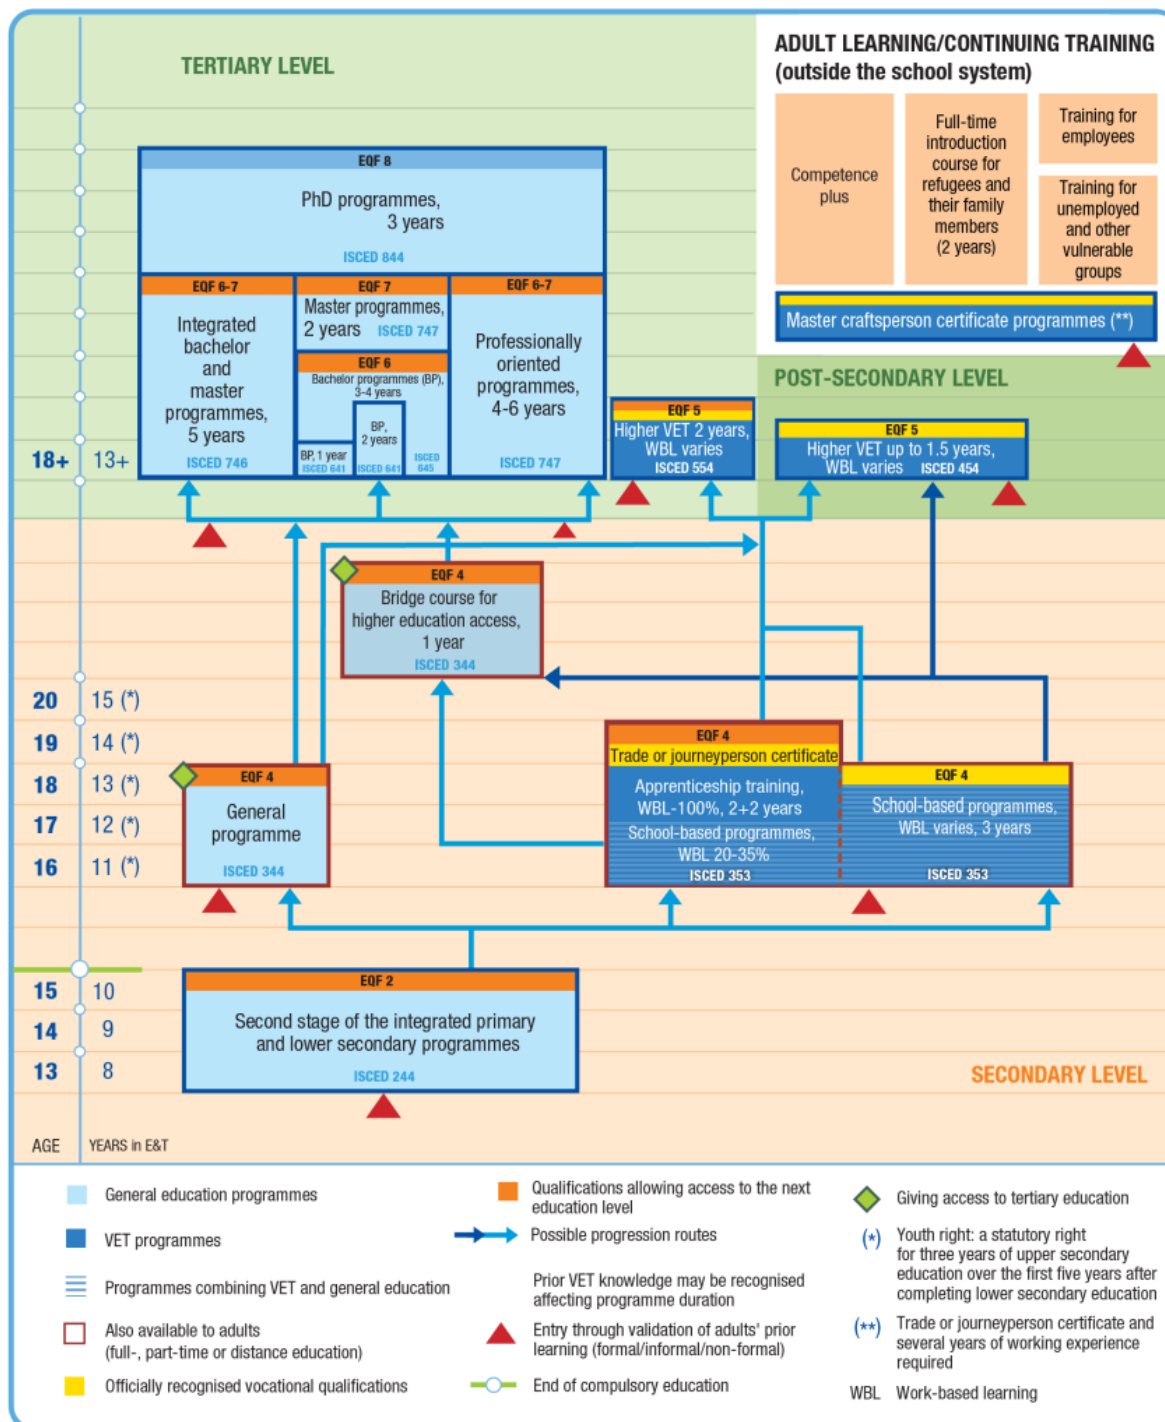 TERTIARY LEVEL
ADULT LEARNING/CONTINUING TRAINING
(outside the school system)
Competence
plus
Full-time
introduction
course for
refugees and
their family
members
(2 years)
Training for
employees
Training for
unemployed
and other
vulnerable
groups
Master craftsperson certificate programmes (**)
EQF 8
PhD programmes,
3 years
ISCED 844
EQF 6-7
Integrated
bachelor
and
master
programmes,
5 years
ISCED 746
EQF 7
Master programmes,
2 years ISCED 747
EQF 6
Bachelor programmes (BP),
3-4 years
BP, 1 year
ISCED 641
BP,
2 years
ISCED 641
ISCED
645
EQF 6-7
Professionally
oriented
programmes,
4-6 years
ISCED 747
POST-SECONDARY LEVEL
EQF 5
Higher VET 2 years,
WBL varies
ISCED 554
EQF 5
Higher VET up to 1.5 years,
WBL varies ISCED 454
18+ 13+
EQF 4
Bridge course for
higher education access,
1 year
ISCED 344
20 15 (*)
19 14 (*)
18 13 (*)
17 12 (*)
16 11 (*)
EQF 4
General
programme
ISCED 344
EQF 4
Trade or journeyperson certificate
Apprenticeship training,
WBL-100%, 2+2 years
School-based programmes,
WBL 20-35%
ISCED 353
EQF 4
School-based programmes,
WBL varies, 3 years
ISCED 353
15 10
14 9
13 8
EQF 2
Second stage of the integrated primary
and lower secondary programmes
ISCED 244
SECONDARY LEVEL
AGE YEARS in E&T
General education programmes
VET programmes
Programmes combining VET and general education
Also available to adults
(full-, part-time or distance education)
Officially recognised vocational qualifications
Qualifications allowing access to the next
education level
Possible progression routes
Prior VET knowledge may be recognised
affecting programme duration
Entry through validation of adults' prior
learning (formal/informal/non-formal)
End of compulsory education
Giving access to tertiary education
(*) Youth right: a statutory right
for three years of upper secondary
education over the first five years after
completing lower secondary education
(**) Trade or journeyperson certificate and
several years of working experience
required
WBL Work-based learning